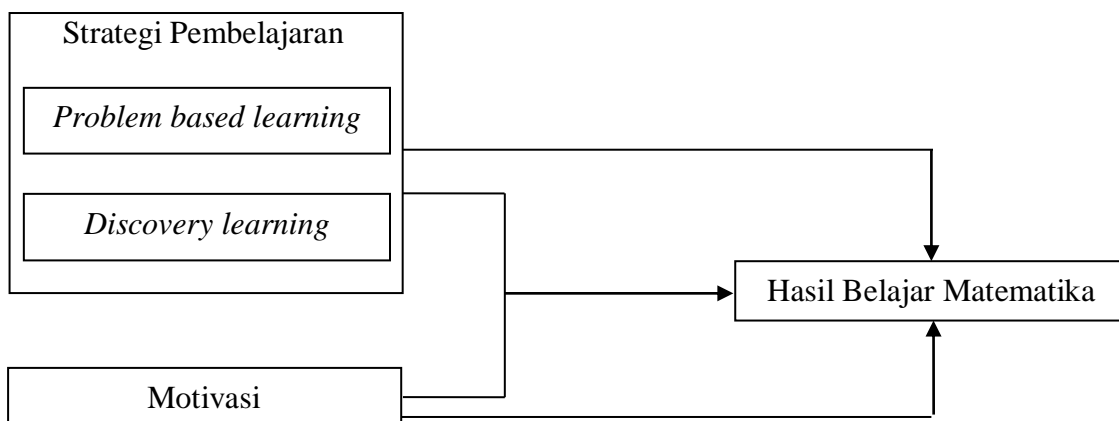 Strategi Pembelajaran
Problem based learning
Discovery learning
Hasil Belajar Matematika
Motivasi